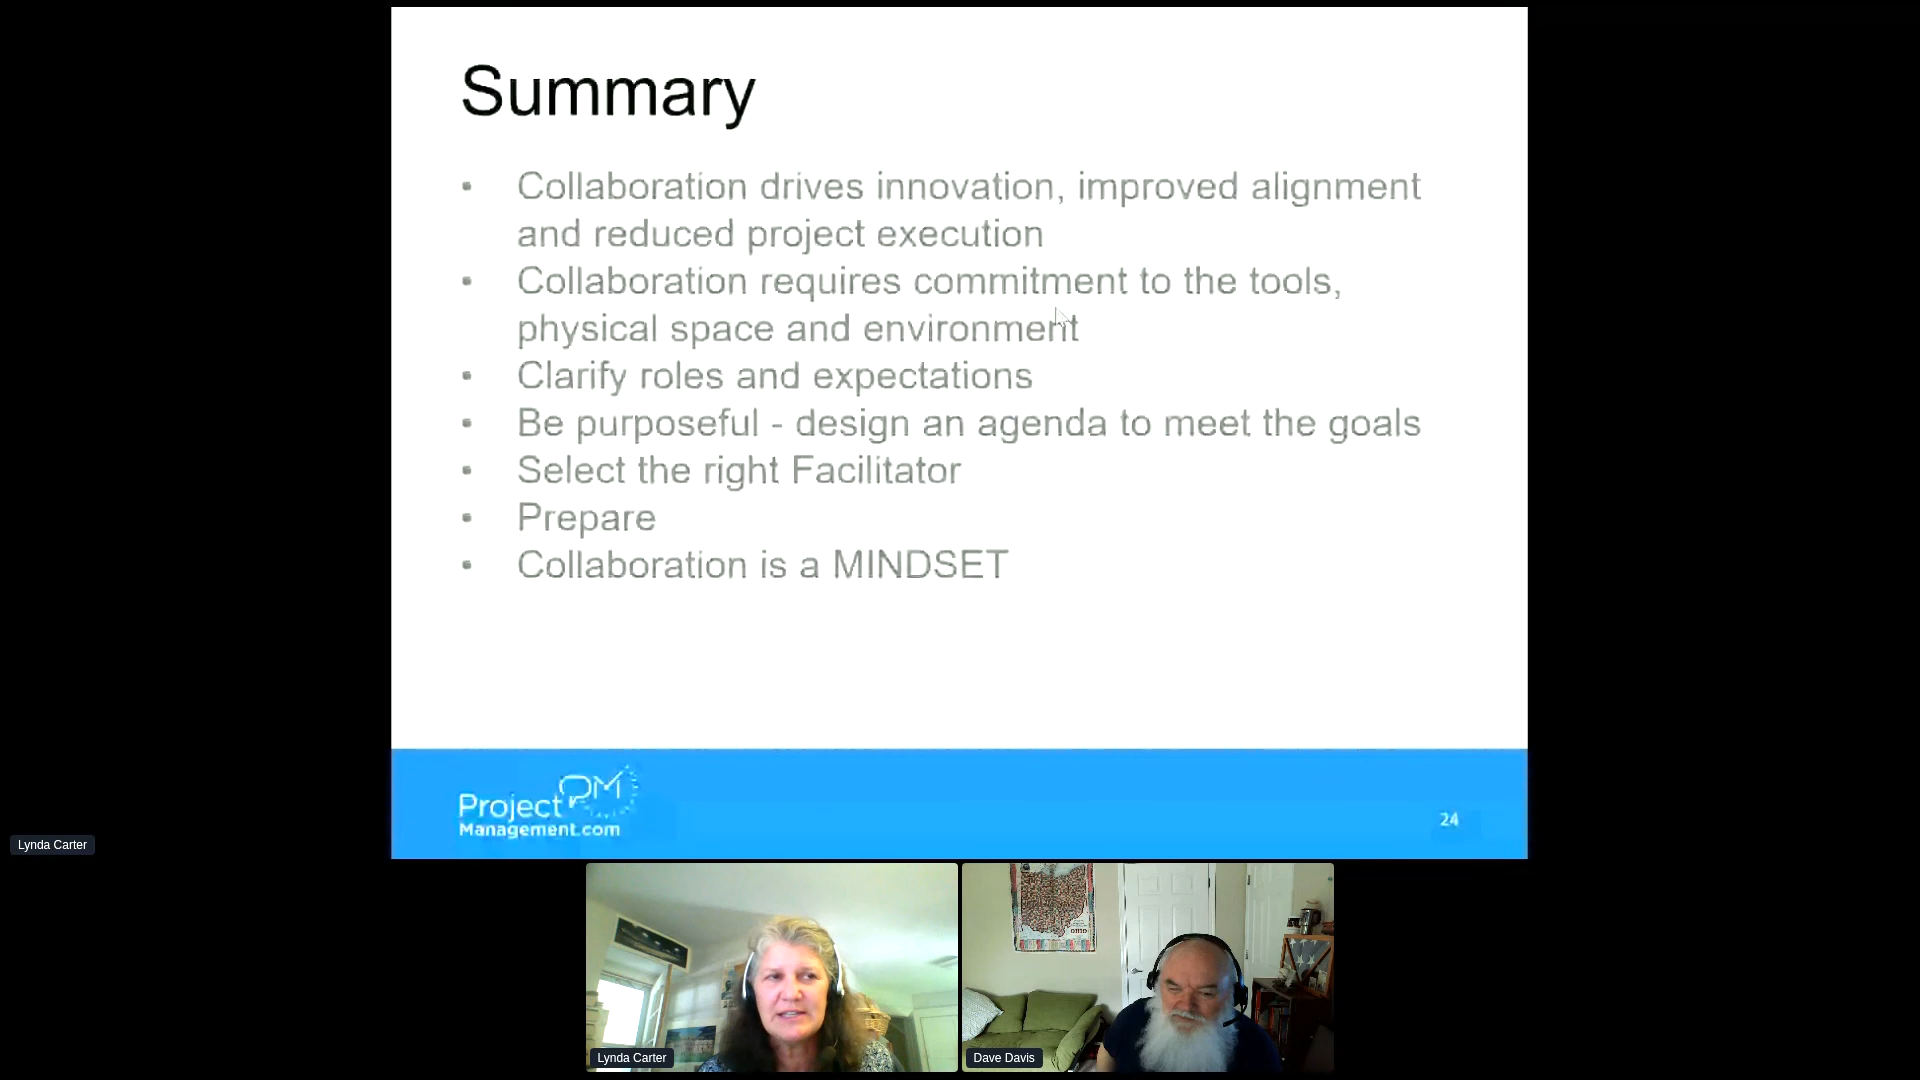 Summary
• Collaboration drives innovation, improved alignment
and reduced project execution
• Collaboration requires commitment to the tools,
physical space and environment
• Clarify roles and expectations
• Be purposeful - design an agenda to meet the goals
• Select the right Facilitator
• Prepare
• Collaboration is a MINDSET
PM
Project
Management.com
24
Lynda Carter
Lynda Carter
Dave Davis
OHIO